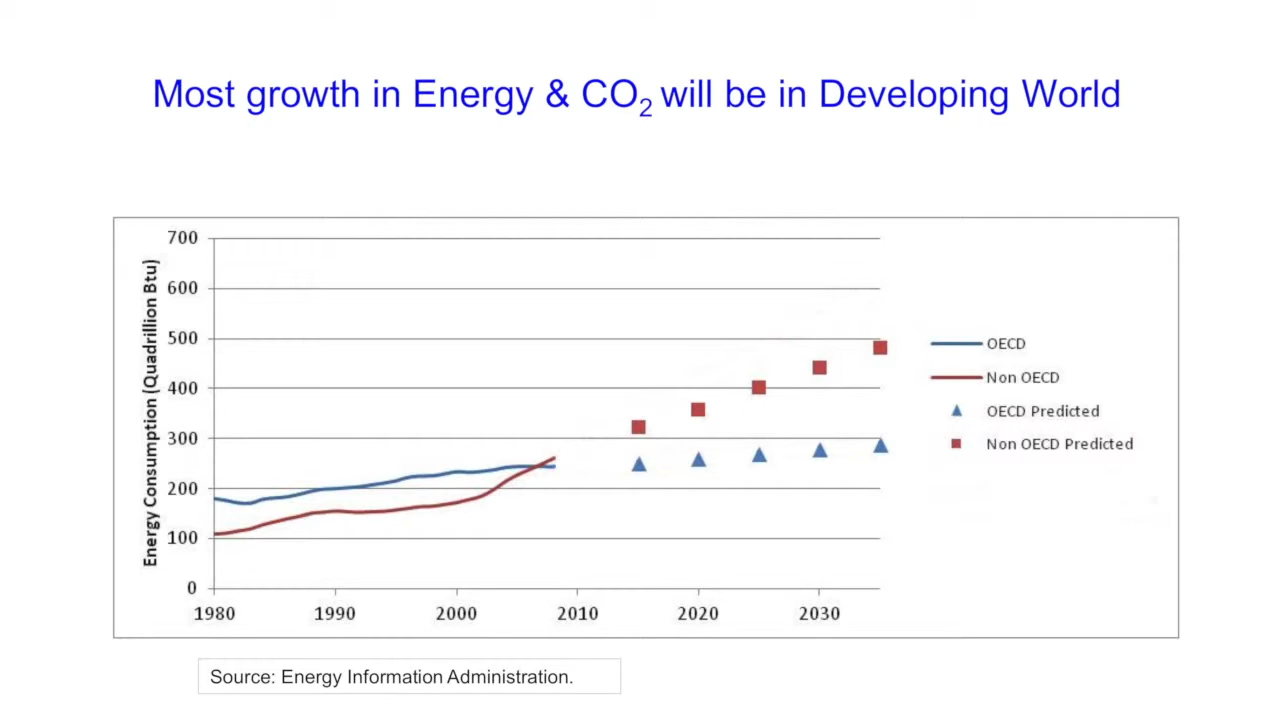 Most growth in Energy & CO2 will be in Developing World
Energy Consumption (Quadrillion Btu)
700
600
500
400
300
200
100
0
1980 1990 2000 2010 2020 2030
OECD
Non OECD
OECD Predicted
Non OECD Predicted
Source: Energy Information Administration.